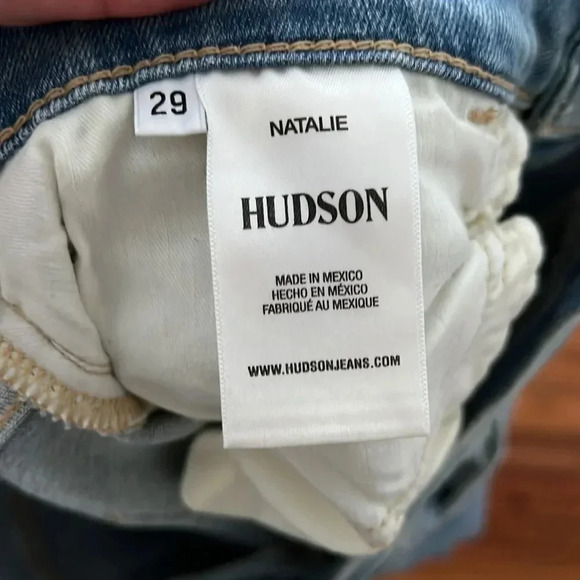 29
NATALIE
HUDSON
MADE IN MEXICO
HECHO EN MÉXICO
FABRIQUÉ AU MEXIQUE
WWW.HUDSONJEANS.COM